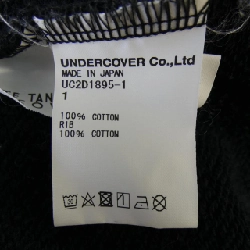 UNDERCOVER Co.,Ltd
MADE IN JAPAN
UC2D1895-1
1
100% COTTON
RIB
100% COTTON